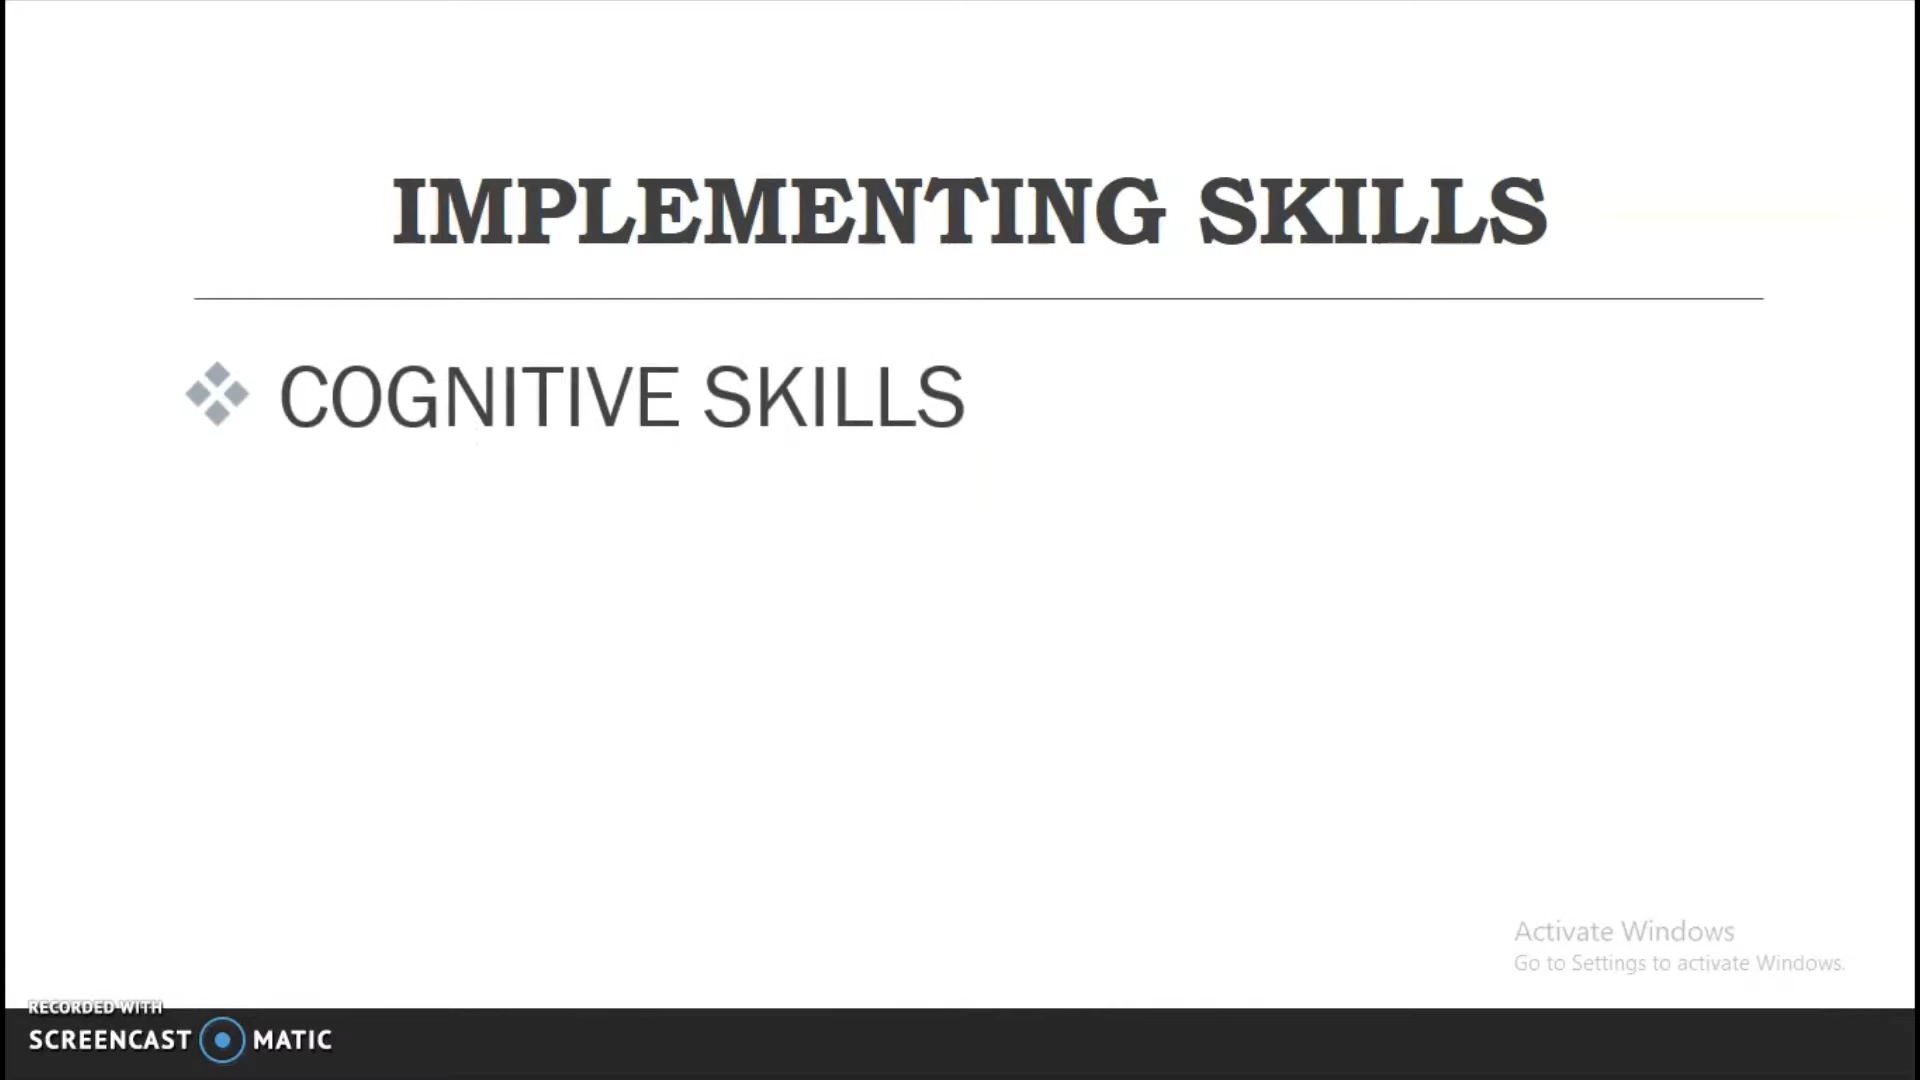 IMPLEMENTING SKILLS
COGNITIVE SKILLS
Activate Windows
Go to Settings to activate Windows.
RECORDED WITH
SCREENCAST MATIC